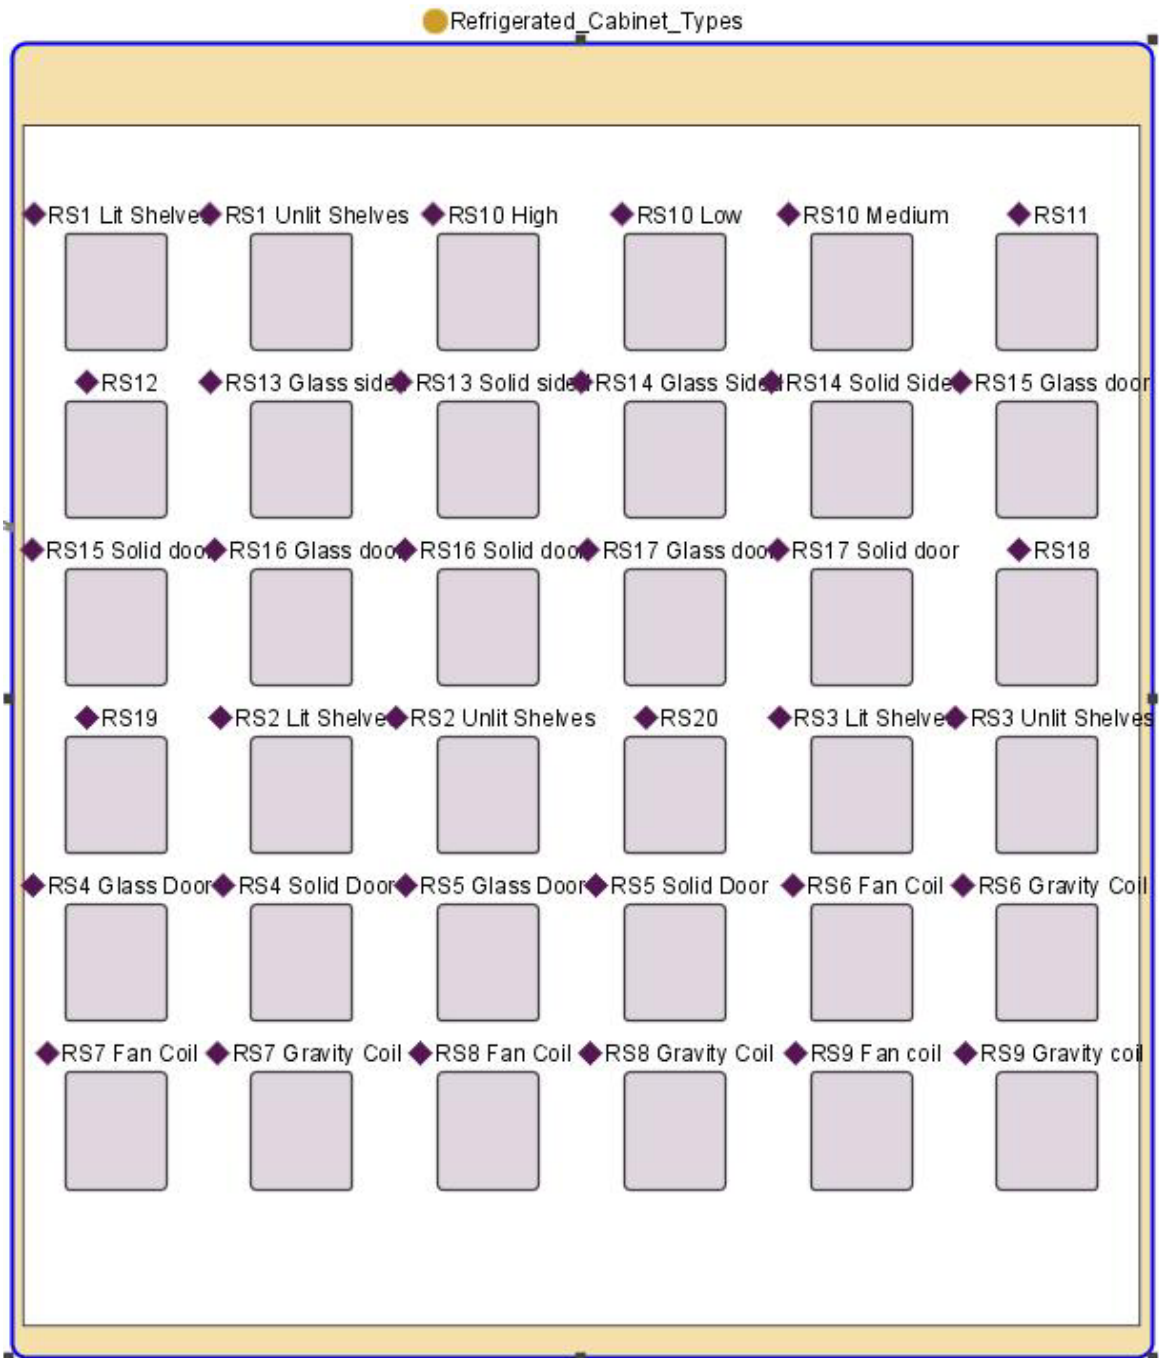 Refrigerated_Cabinet_Types
RS1 Lit Shelves RS1 Unlit Shelves RS10 High RS10 Low RS10 Medium RS11
RS12 RS13 Glass side RS13 Solid side RS14 Glass Side RS14 Solid Side RS15 Glass door
RS15 Solid door RS16 Glass door RS16 Solid door RS17 Glass door RS17 Solid door RS18
RS19 RS2 Lit Shelve RS2 Unlit Shelves RS20 RS3 Lit Shelve RS3 Unlit Shelves
RS4 Glass Door RS4 Solid Door RS5 Glass Door RS5 Solid Door RS6 Fan Coil RS6 Gravity Coil
RS7 Fan Coil RS7 Gravity Coil RS8 Fan Coil RS8 Gravity Coil RS9 Fan coil RS9 Gravity coil